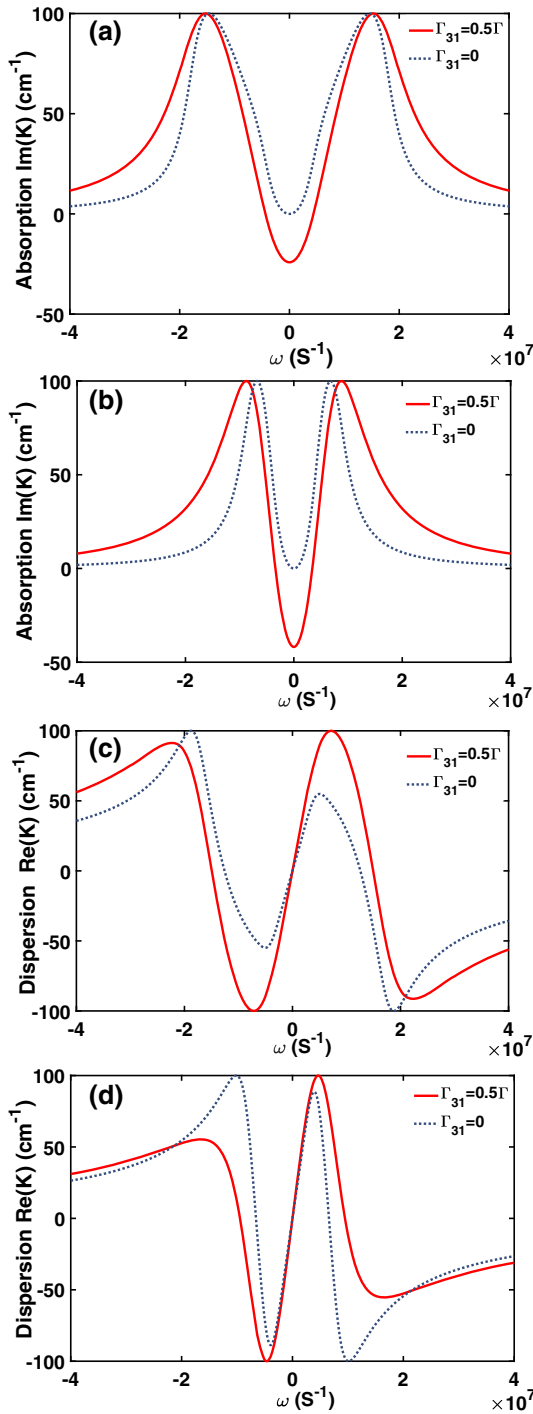 (a)
Γ31=0.5Γ
Γ31=0
Absorption Im(K) (cm-1)
100
50
0
-50
-4
-2
0
2
4
ω (S-1)
×107
(b)
Γ31=0.5Γ
Γ31=0
Absorption Im(K) (cm-1)
100
50
0
-50
-4
-2
0
2
4
ω (S-1)
×107
(c)
Γ31=0.5Γ
Γ31=0
Dispersion Re(K) (cm-1)
100
50
0
-50
-100
-4
-2
0
2
4
ω (S-1)
×107
(d)
Γ31=0.5Γ
Γ31=0
Dispersion Re(K) (cm-1)
100
50
0
-50
-100
-4
-2
0
2
4
ω (S-1)
×107